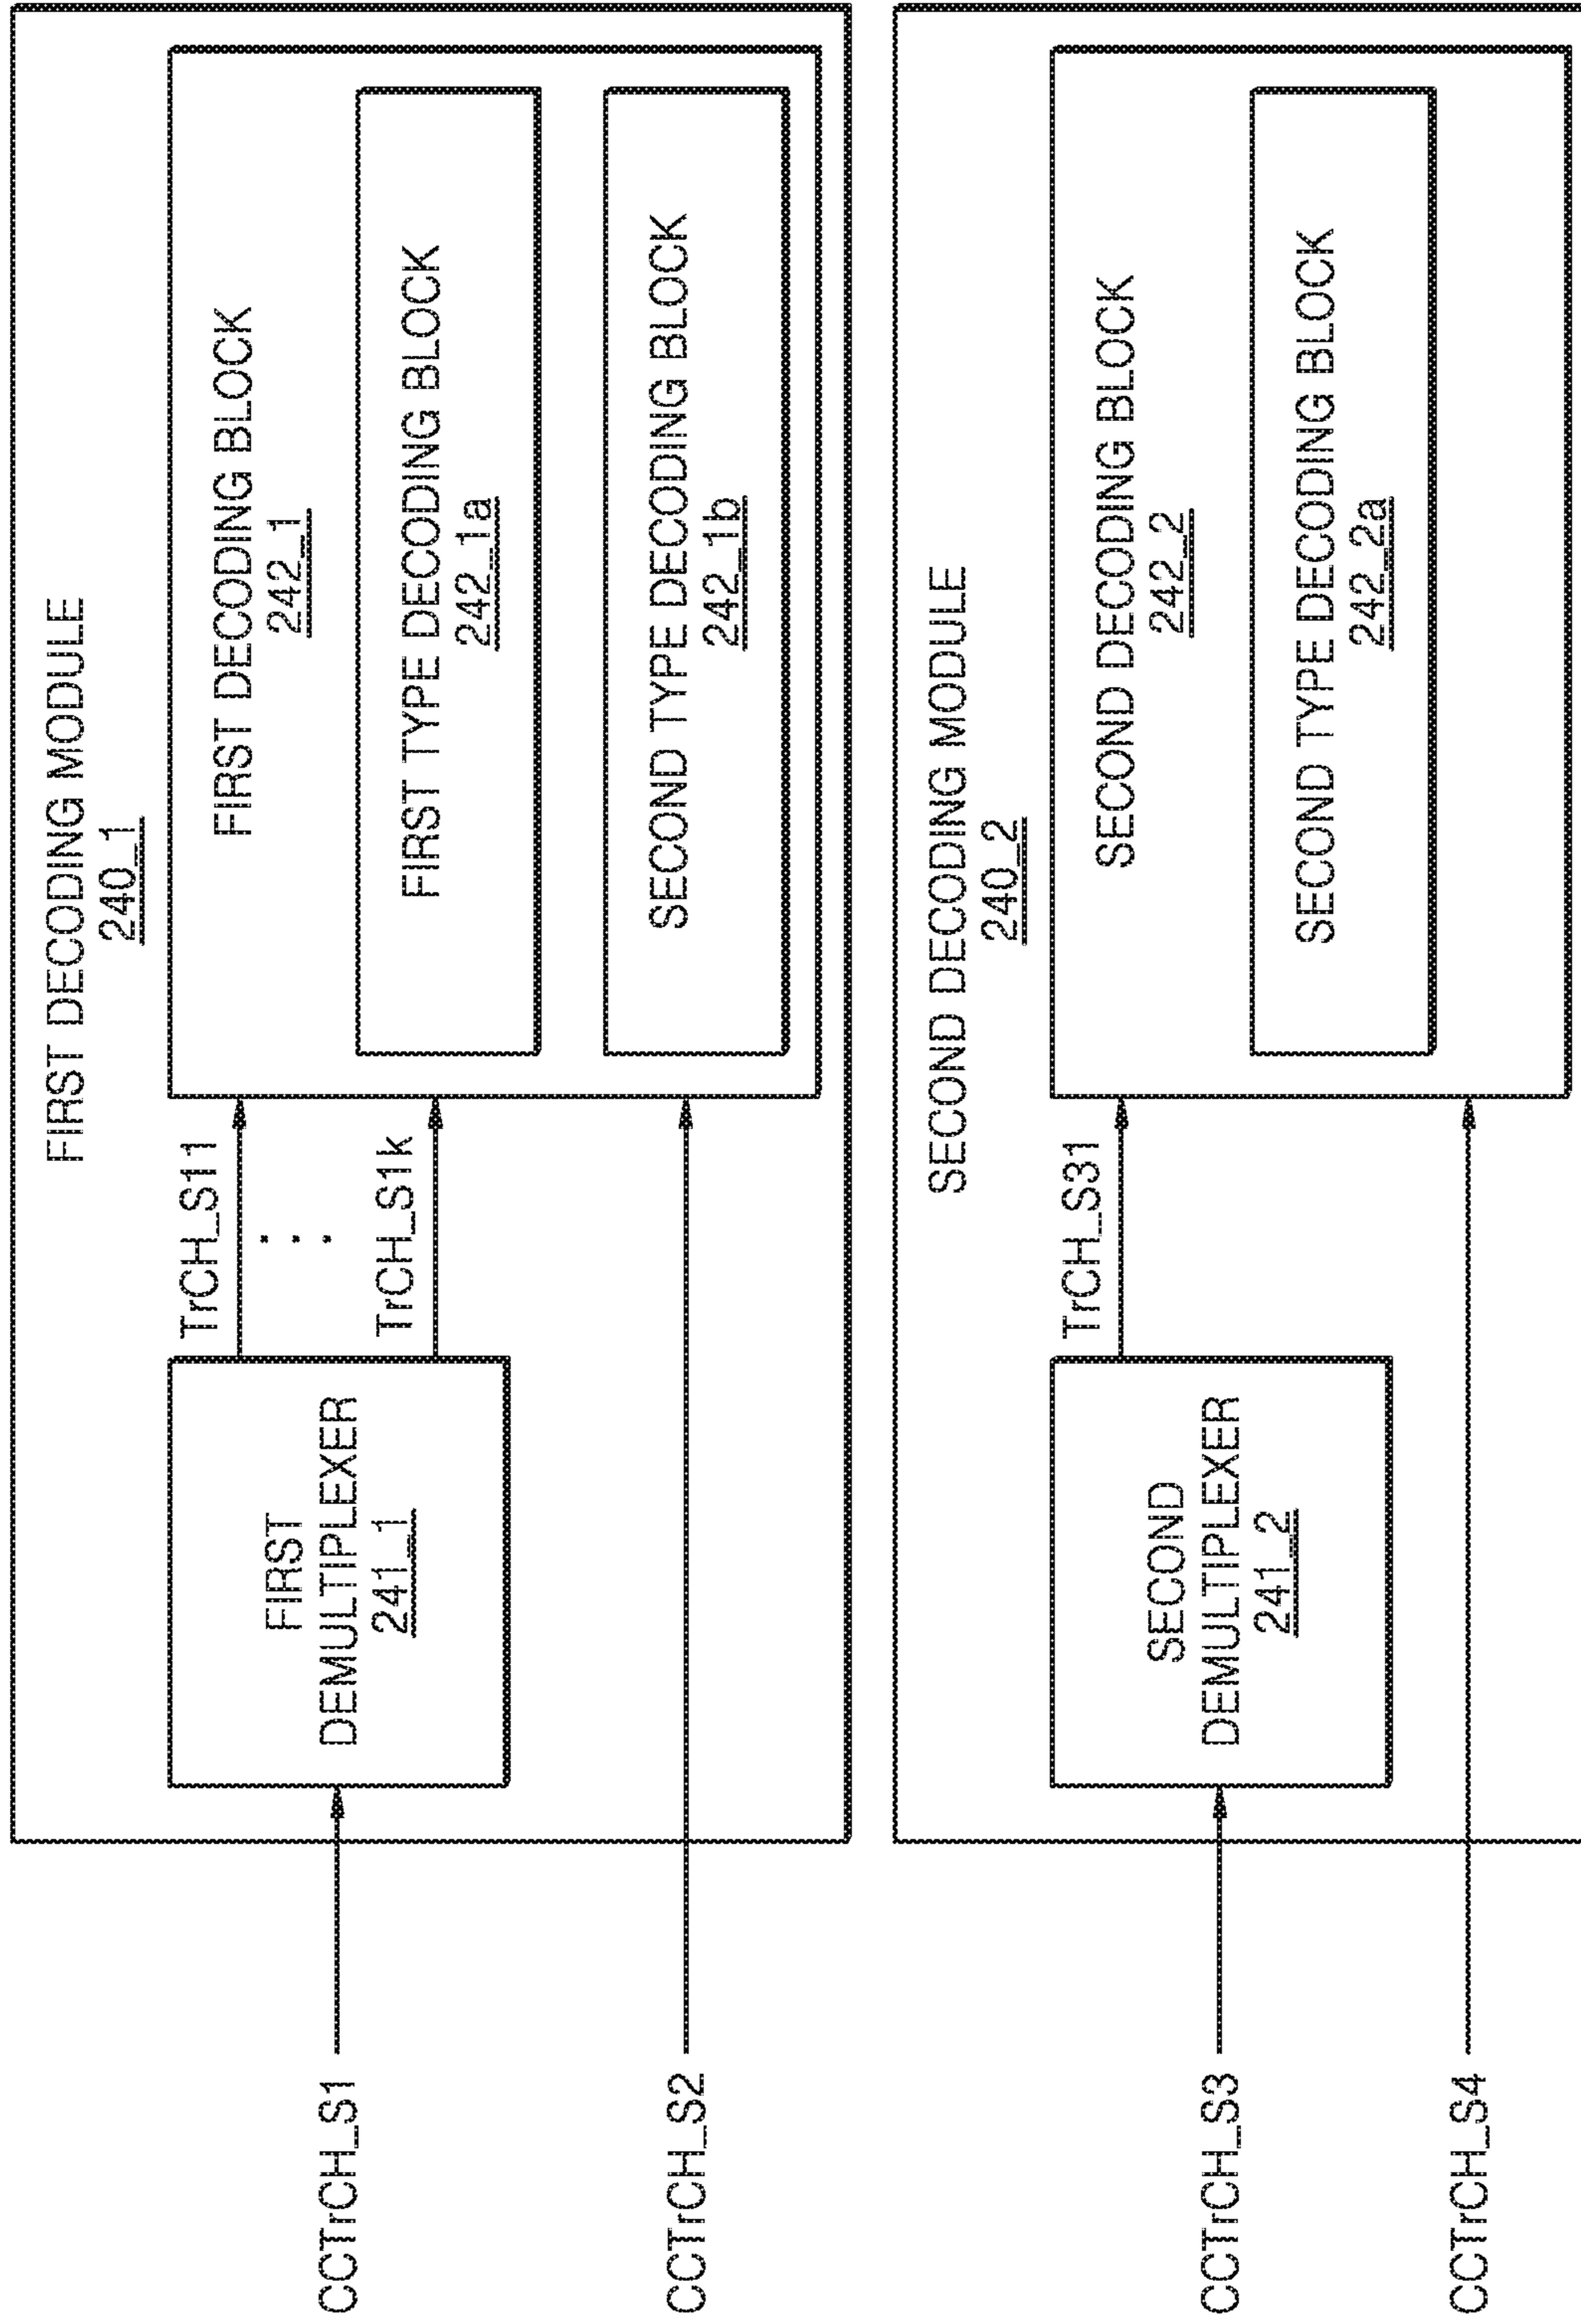 FIRST DECODING MODULE
240_1
CCTrCH_S1
FIRST
DEMULTIPLEXER
241_1
TrCH_S11
. . .
TrCH_S1k
FIRST DECODING BLOCK
242_1
FIRST TYPE DECODING BLOCK
242_1a
SECOND TYPE DECODING BLOCK
242_1b
CCTrCH_S2
SECOND DECODING MODULE
240_2
CCTrCH_S3
SECOND
DEMULTIPLEXER
241_2
TrCH_S31
SECOND DECODING BLOCK
242_2
SECOND TYPE DECODING BLOCK
242_2a
CCTrCH_S4